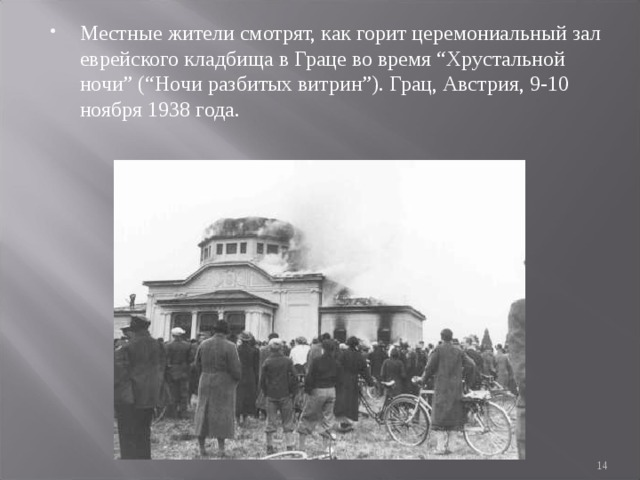 • Местные жители смотрят, как горит церемониальный зал
еврейского кладбища в Граце во время “Хрустальной
ночи” (“Ночи разбитых витрин”). Грац, Австрия, 9-10
ноября 1938 года.
14